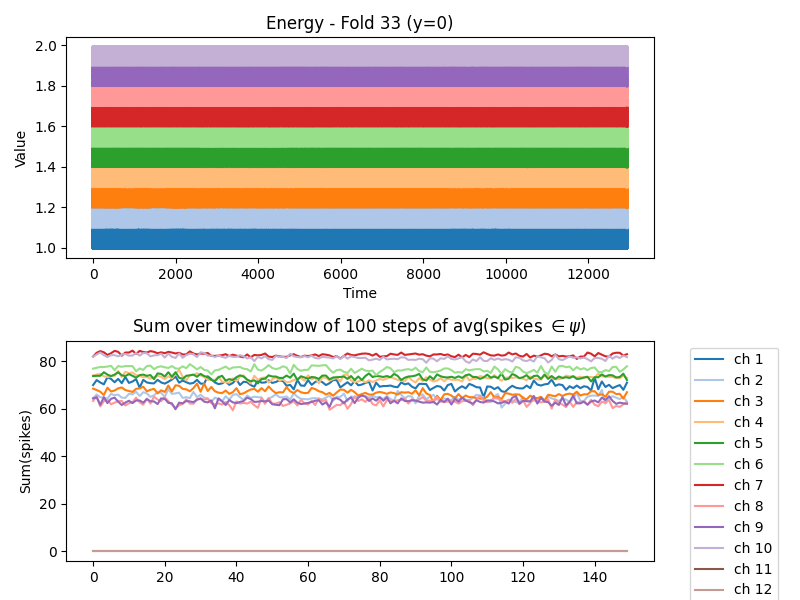 Energy - Fold 33 (y=0)
2.0
1.8
1.6
1.4
1.2
1.0
Value
0 2000 4000 6000 8000 10000 12000
Time
Sum over timewindow of 100 steps of avg(spikes ∈ ψ)
80
60
40
20
0
Sum(spikes)
0 20 40 60 80 100 120 140
ch 1
ch 2
ch 3
ch 4
ch 5
ch 6
ch 7
ch 8
ch 9
ch 10
ch 11
ch 12